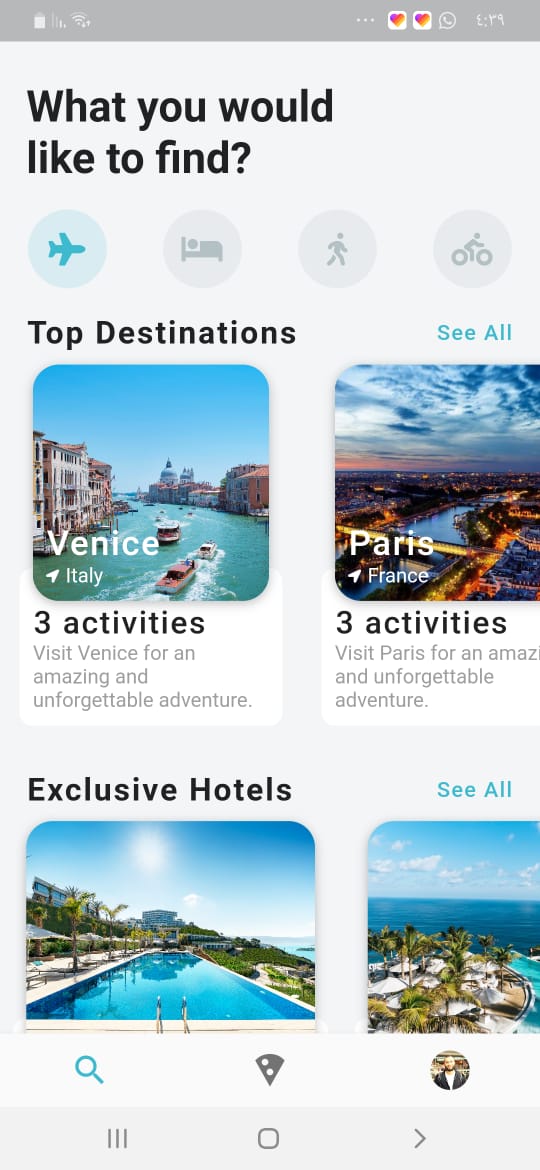 ٤:٣٩
What you would
like to find?
Top Destinations
See All
Venice
Italy
3 activities
Visit Venice for an
amazing and
unforgettable adventure.
Paris
France
3 activities
Visit Paris for an amazi
and unforgettable
adventure.
Exclusive Hotels
See All